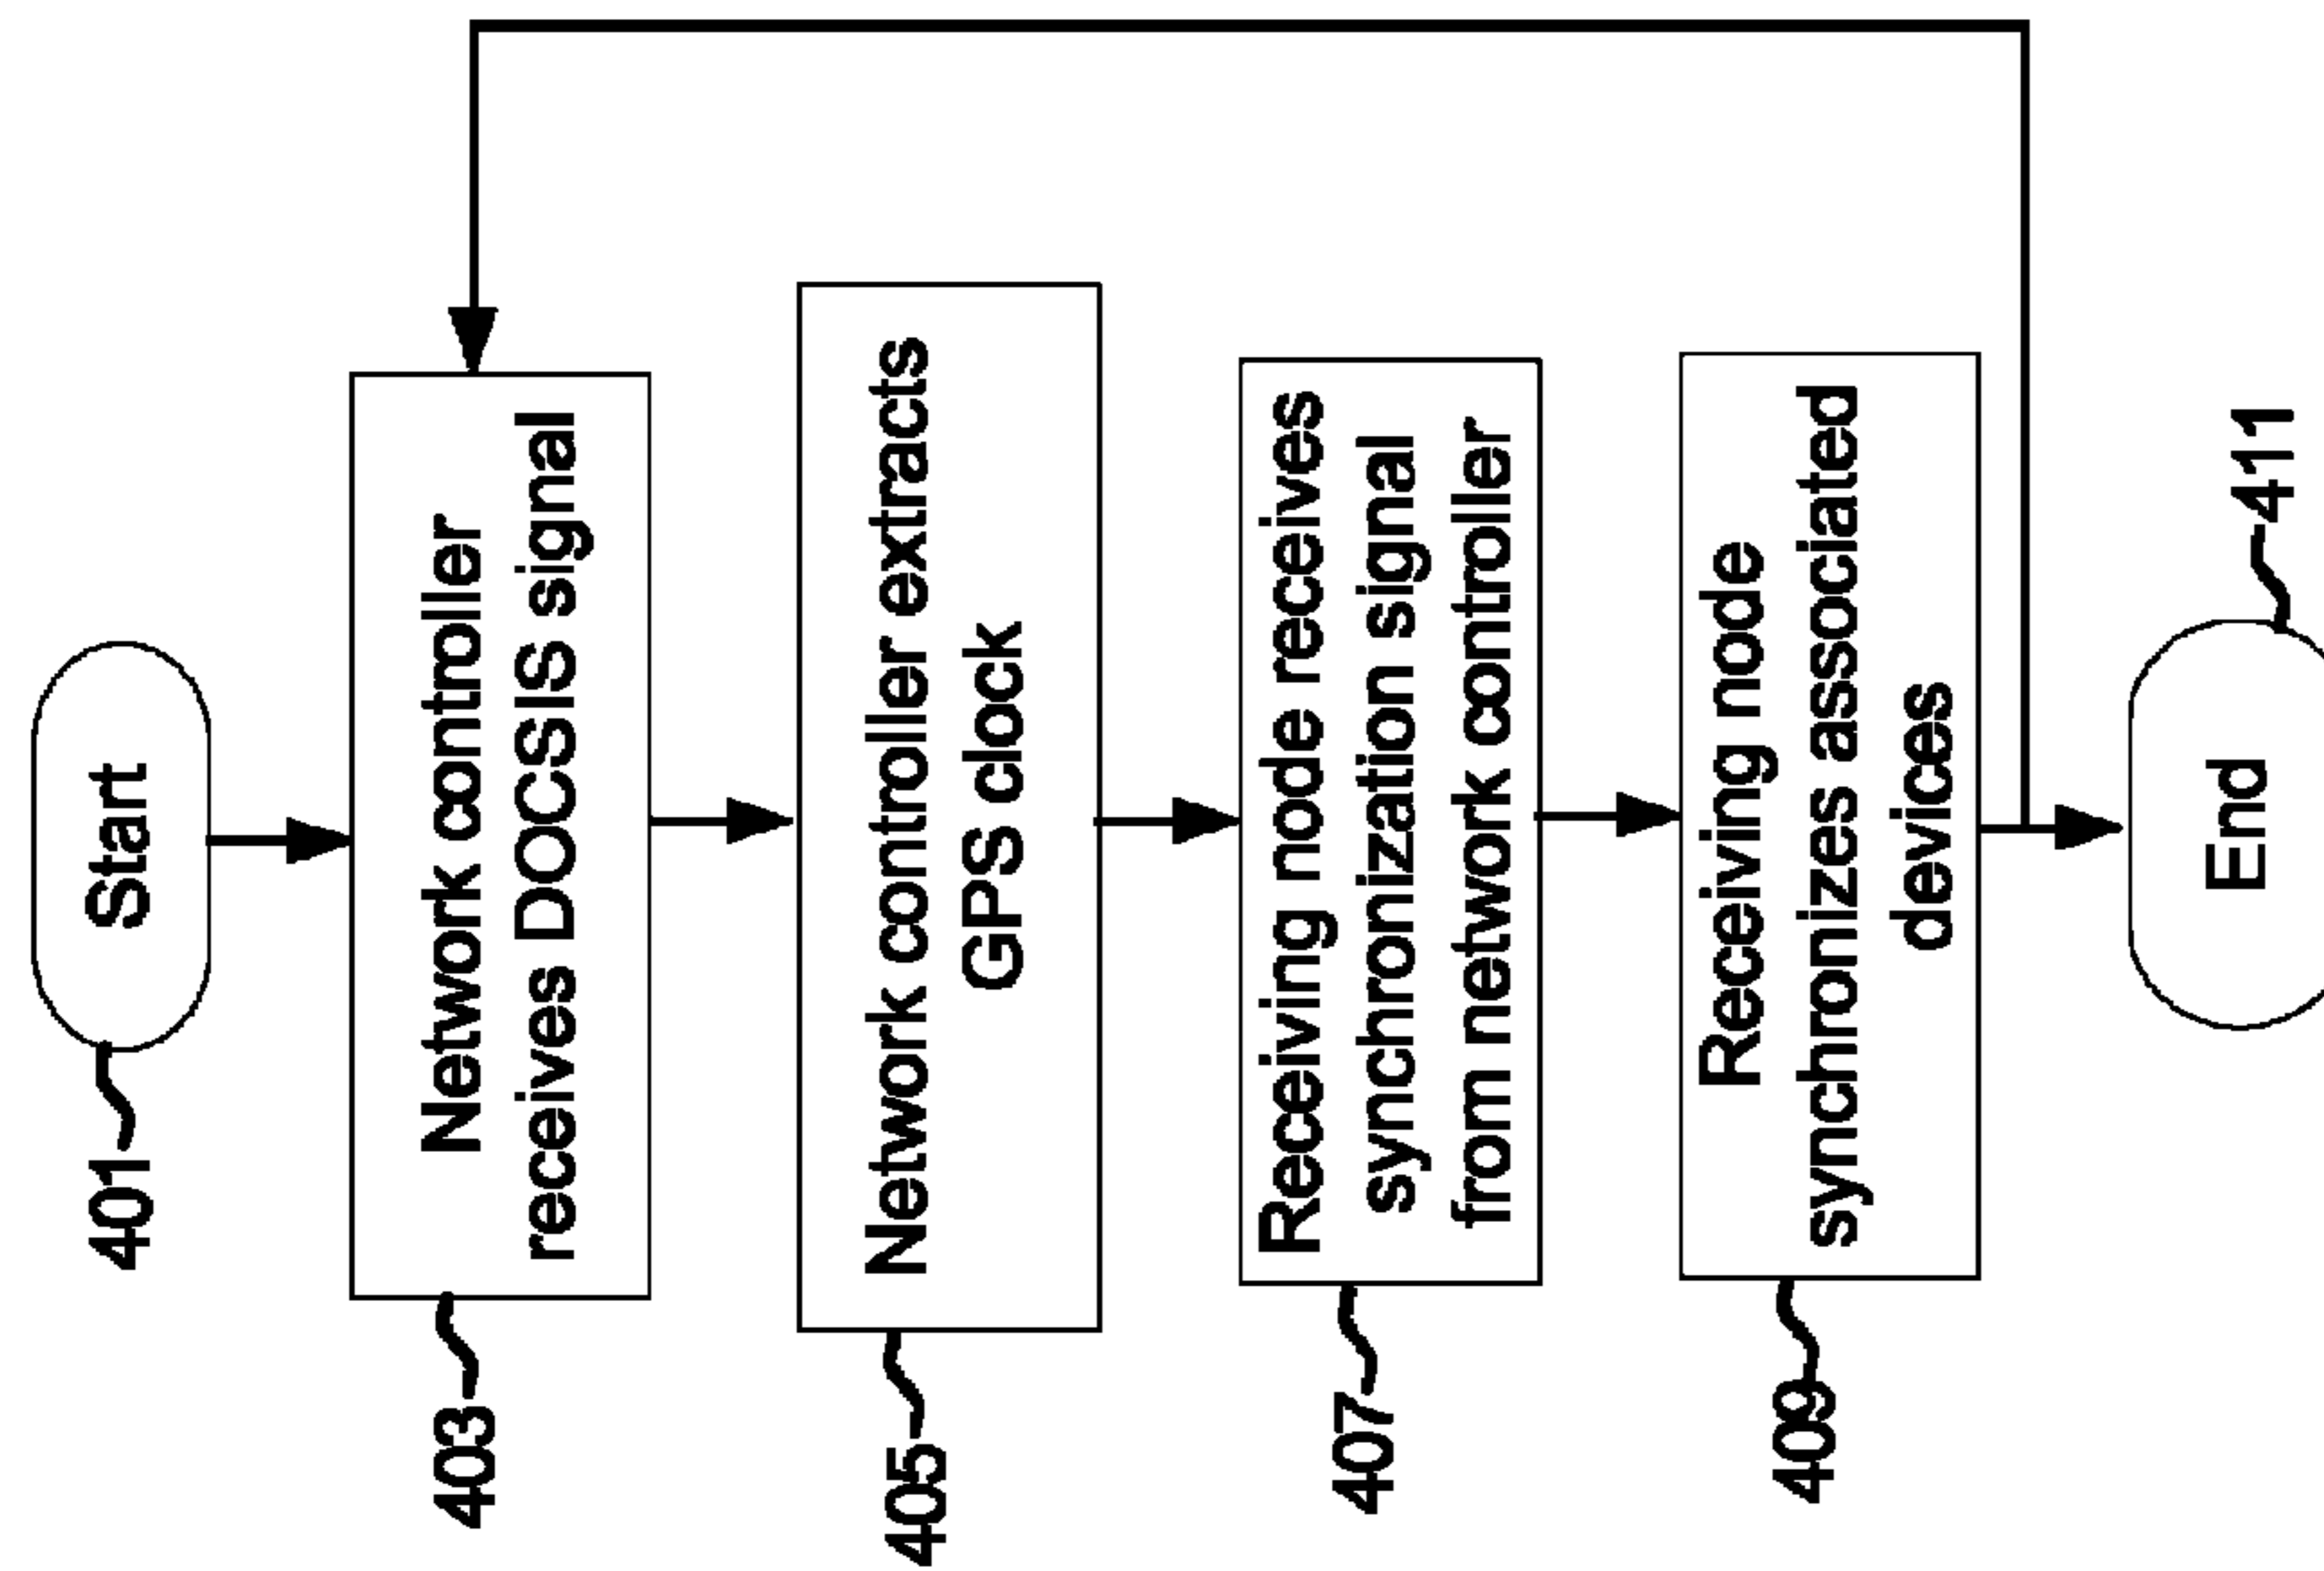 401
Start
403
Network controller
receives DOCSIS signal
405
Network controller extracts
GPS clock
407
Receiving node receives
synchronization signal
from network controller
409
Receiving node
synchronizes associated
devices
End
411